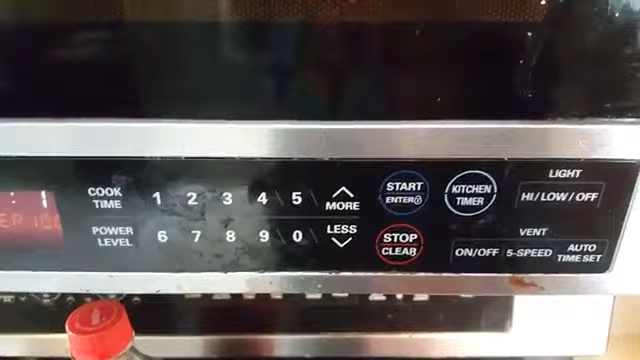 COOK TIME
1 2 3 4 5
MORE
POWER LEVEL
6 7 8 9 0
LESS
START
ENTER
STOP
CLEAR
KITCHEN
TIMER
LIGHT
HI/LOW/OFF
VENT
ON/OFF 5-SPEED AUTO TIME SET
: 1